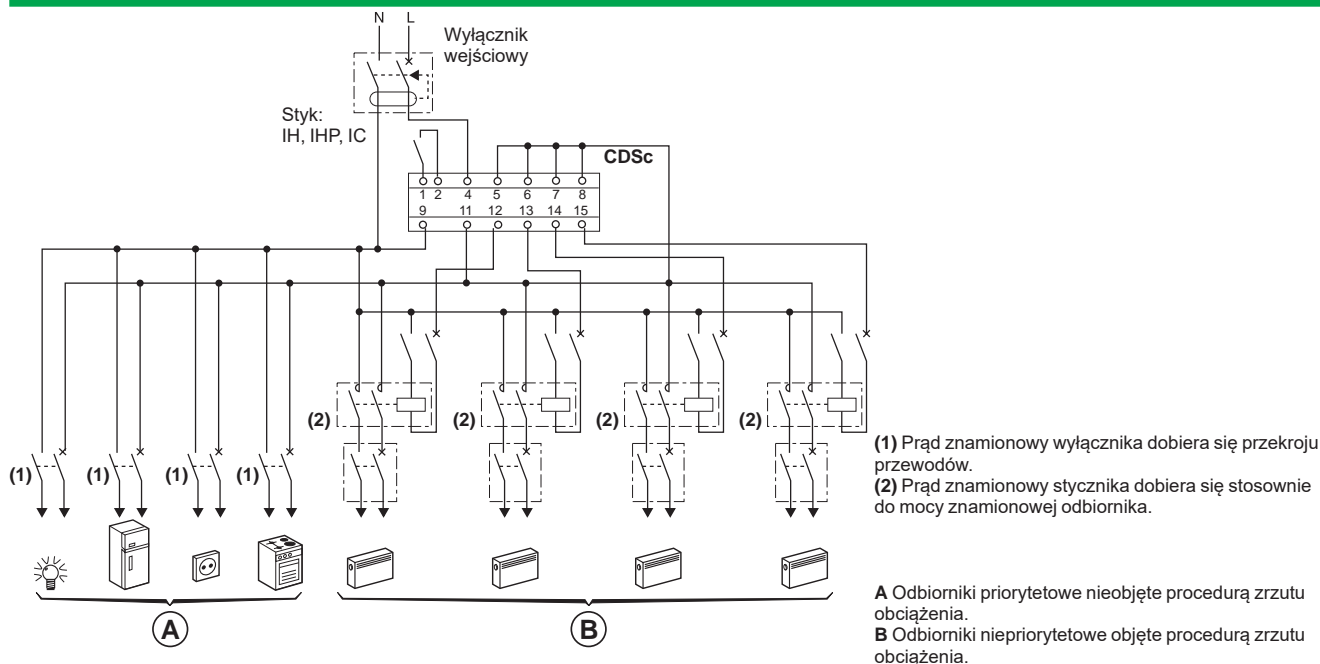 N L
Wyłącznik
wejściowy
Styk:
IH, IHP, IC
CDSc
1 2 4 5 6 7 8
9 11 12 13 14 15
(2) (2) (2) (2)
(1) (1) (1) (1)
(1) Prąd znamionowy wyłącznika dobiera się przekroju
przewodów.
(2) Prąd znamionowy stycznika dobiera się stosownie
do mocy znamionowej odbiornika.
A B
A Odbiorniki priorytetowe nieobjęte procedurą zrzutu
obciążenia.
B Odbiorniki niepriorytetowe objęte procedurą zrzutu
obciążenia.